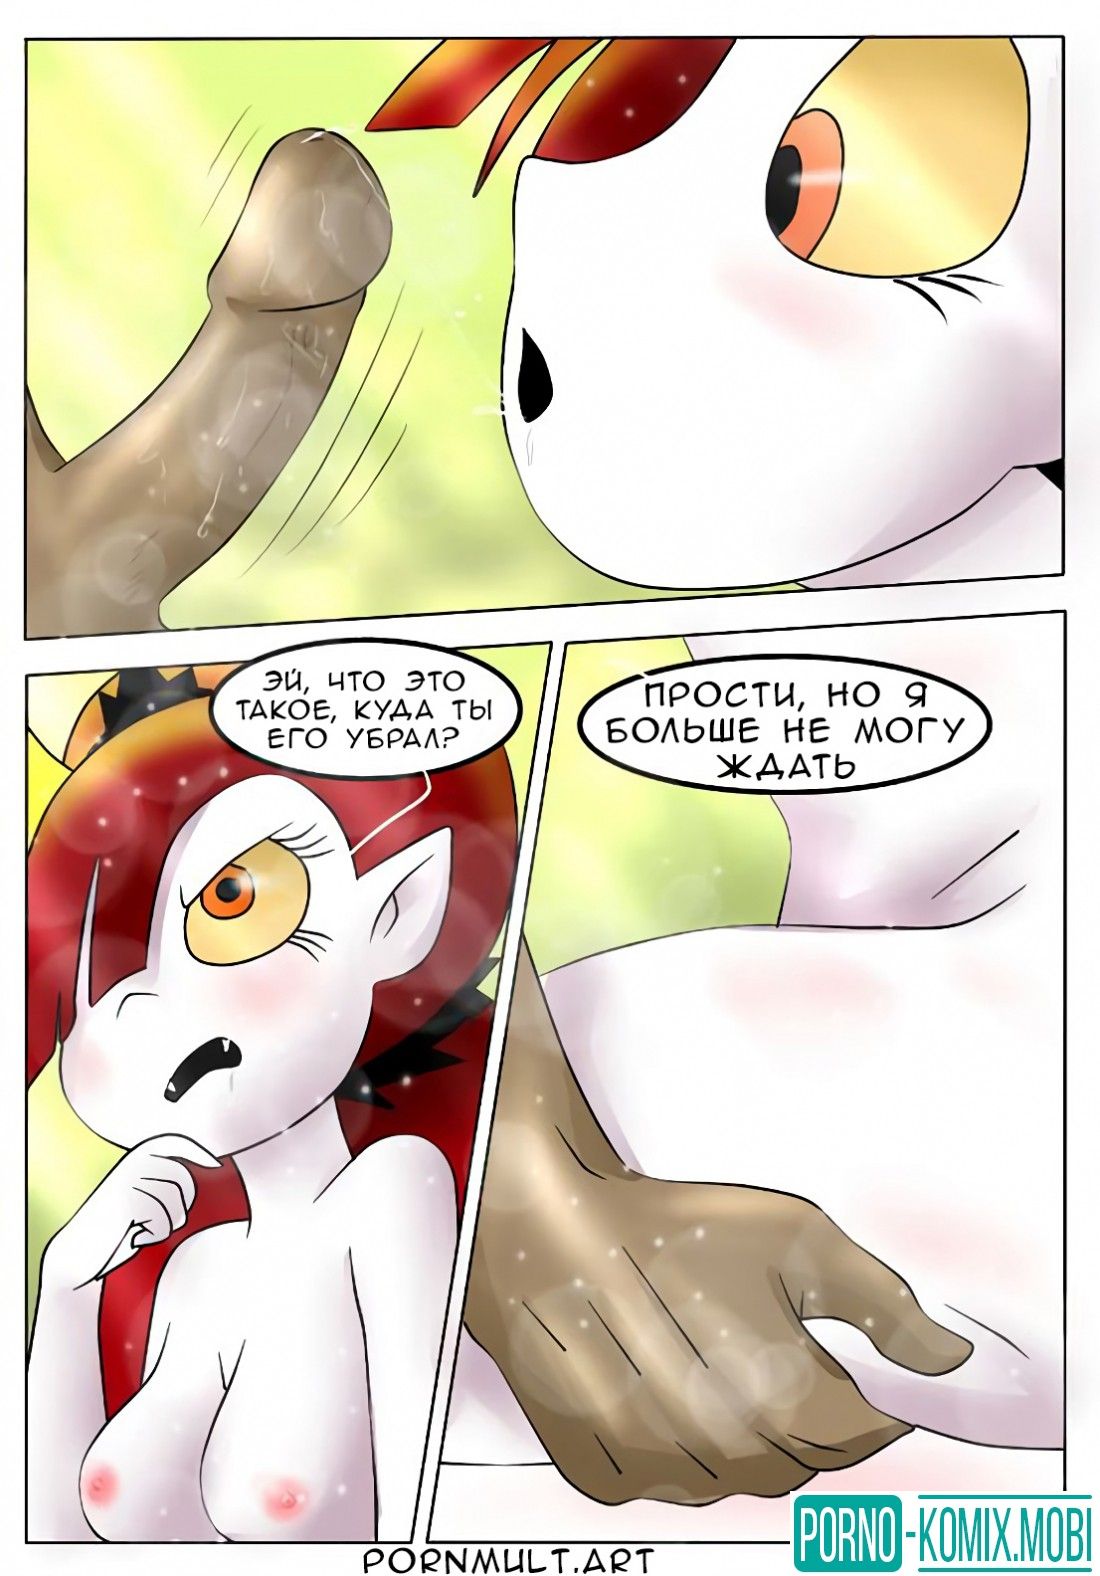 ЭЙ, ЧТО ЭТО
ТАКОЕ, КУДА ТЫ
ЕГО УБРАЛ?
ПРОСТИ, НО Я
БОЛЬШЕ НЕ МОГУ
ЖДАТЬ
PORNMULT.ART
PORNO-KOMIX.MOBI